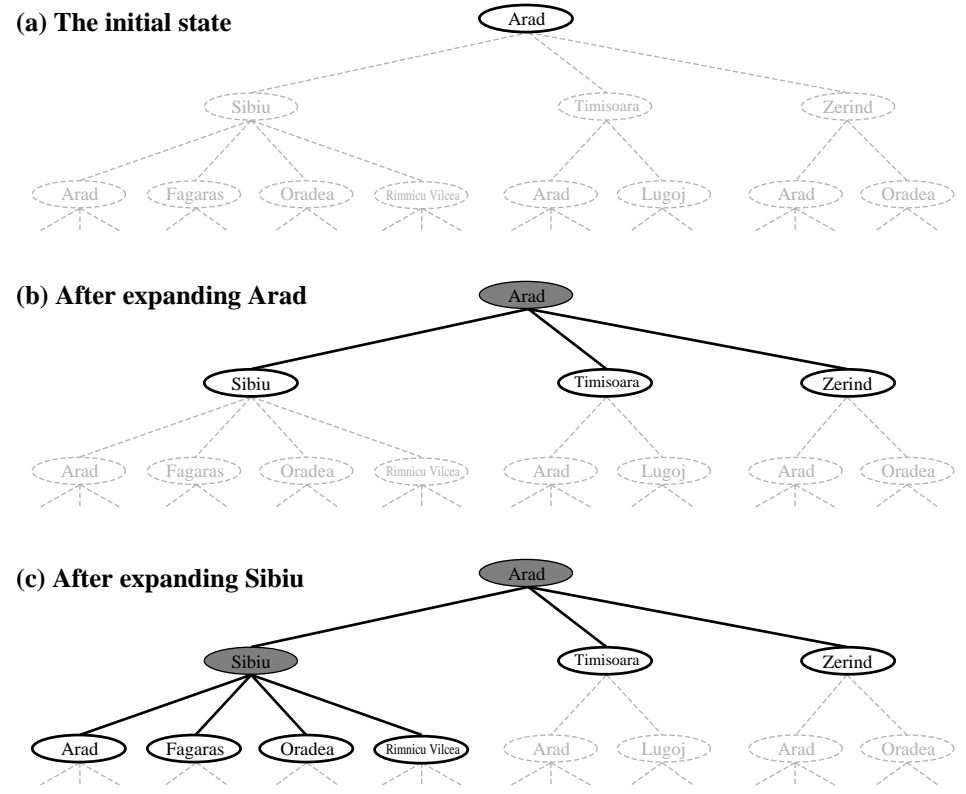 (a) The initial state
Arad
Sibiu Timisoara Zerind
Arad Fagaras Oradea Rimnicu Vilcea Arad Lugoj Arad Oradea
(b) After expanding Arad
Arad
Sibiu Timisoara Zerind
Arad Fagaras Oradea Rimnicu Vilcea Arad Lugoj Arad Oradea
(c) After expanding Sibiu
Arad
Sibiu Timisoara Zerind
Arad Fagaras Oradea Rimnicu Vilcea Arad Lugoj Arad Oradea